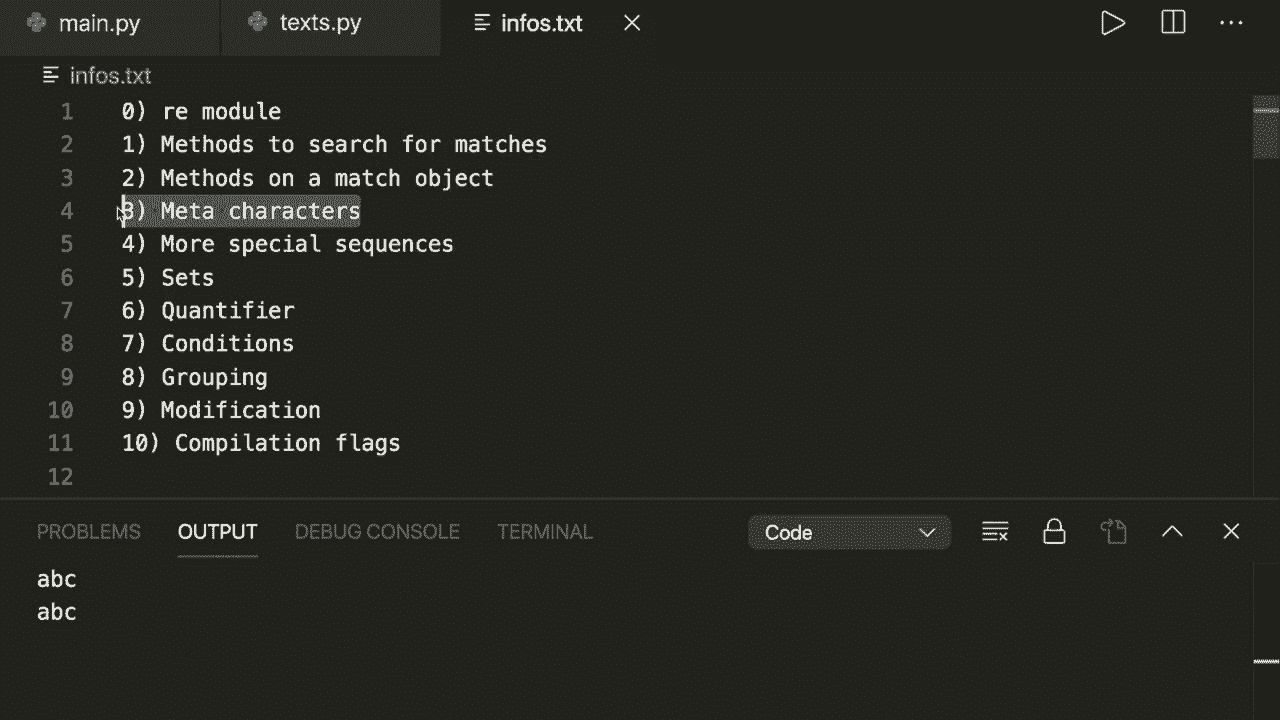 main.py texts.py infos.txt
infos.txt
1 0) re module
2 1) Methods to search for matches
3 2) Methods on a match object
4 3) Meta characters
5 4) More special sequences
6 5) Sets
7 6) Quantifier
8 7) Conditions
9 8) Grouping
10 9) Modification
11 10) Compilation flags
12
PROBLEMS OUTPUT DEBUG CONSOLE TERMINAL Code
abc
abc